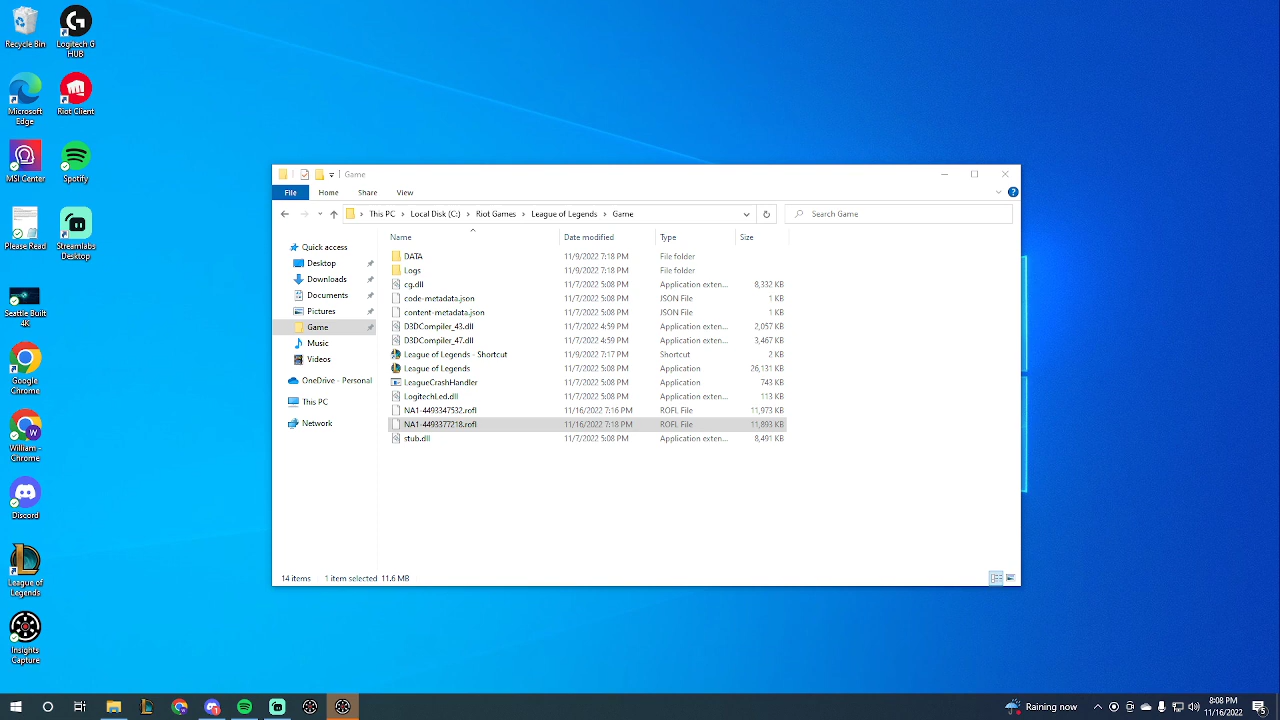 Recycle Bin
Logitech G
HUB
Microsoft
Edge
Riot Client
MSI Center
Spotify
Please Read
Streamlabs
Desktop
Seattle Built
4K
Google
Chrome
William -
Chrome
Discord
League of
Legends
Insights
Capture
Game
File Home Share View
This PC > Local Disk (C:) > Riot Games > League of Legends > Game
Search Game
Name Date modified Type Size
Quick access
Desktop
Downloads
Documents
Pictures
Game
Music
Videos
OneDrive - Personal
This PC
Network
DATA 11/9/2022 7:18 PM File folder
Logs 11/9/2022 7:18 PM File folder
cg.dll 11/7/2022 5:08 PM Application exten... 8,332 KB
code-metadata.json 11/7/2022 5:08 PM JSON File 1 KB
content-metadata.json 11/7/2022 5:08 PM JSON File 1 KB
D3DCompiler_43.dll 11/7/2022 4:59 PM Application exten... 2,057 KB
D3DCompiler_47.dll 11/7/2022 4:59 PM Application exten... 3,467 KB
League of Legends - Shortcut 11/9/2022 7:17 PM Shortcut 2 KB
League of Legends 11/7/2022 5:08 PM Application 26,131 KB
LeagueCrashHandler 11/7/2022 5:08 PM Application 743 KB
LogitechLed.dll 11/7/2022 5:08 PM Application exten... 113 KB
NA1-4493347532.rofl 11/16/2022 7:16 PM ROFL File 11,973 KB
NA1-4493377218.rofl 11/16/2022 7:18 PM ROFL File 11,893 KB
stub.dll 11/7/2022 5:08 PM Application exten... 8,491 KB
14 items 1 item selected 11.6 MB
Raining now
8:08 PM
11/16/2022